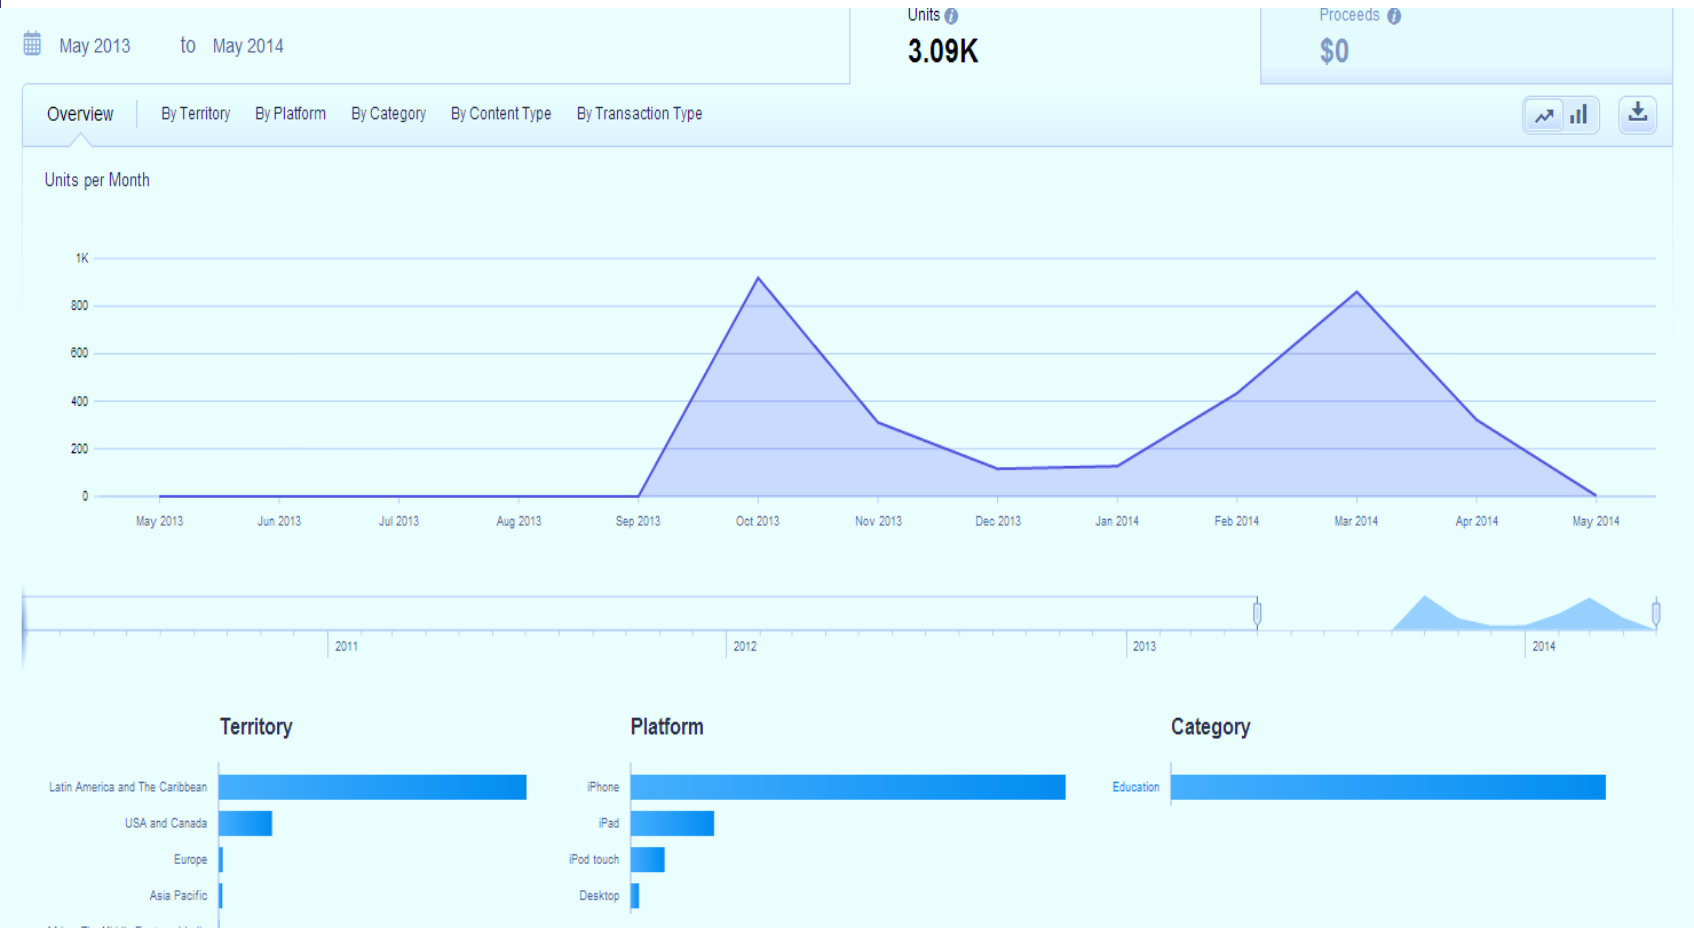 Units
Proceeds
May 2013 to May 2014
3.09K
$0
Overview By Territory By Platform By Category By Content Type By Transaction Type
Units per Month
1K
800
600
400
200
0
May 2013 Jun 2013 Jul 2013 Aug 2013 Sep 2013 Oct 2013 Nov 2013 Dec 2013 Jan 2014 Feb 2014 Mar 2014 Apr 2014 May 2014
2011 2012 2013 2014
Territory
Latin America and The Caribbean
USA and Canada
Europe
Asia Pacific
Platform
iPhone
iPad
iPod touch
Desktop
Category
Education